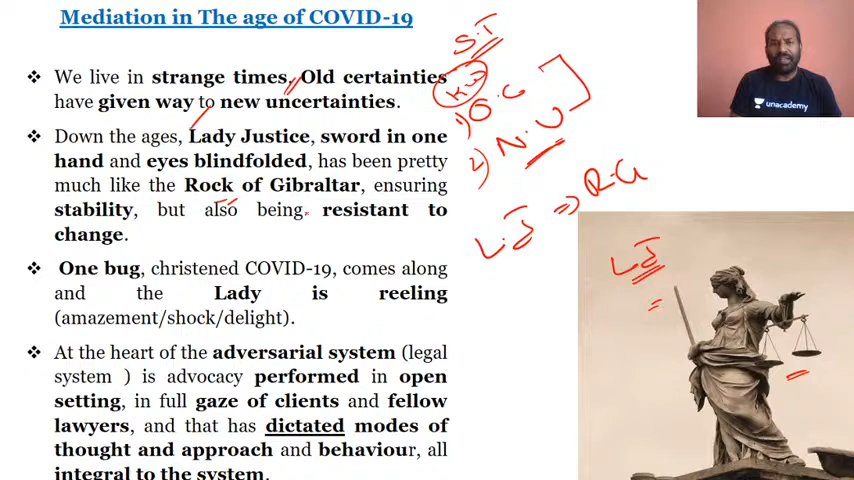 Mediation in The age of COVID-19
❖ We live in strange times. Old certainties
have given way to new uncertainties.
❖ Down the ages, Lady Justice, sword in one
hand and eyes blindfolded, has been pretty
much like the Rock of Gibraltar, ensuring
stability, but also being resistant to
change.
❖ One bug, christened COVID-19, comes along
and the Lady is reeling
(amazement/shock/delight).
❖ At the heart of the adversarial system (legal
system ) is advocacy performed in open
setting, in full gaze of clients and fellow
lawyers, and that has dictated modes of
thought and approach and behaviour, all
integral to the system.
S.T
1) O.C
2) N.U
L.J ⇒ R.G
L.J
unacademy